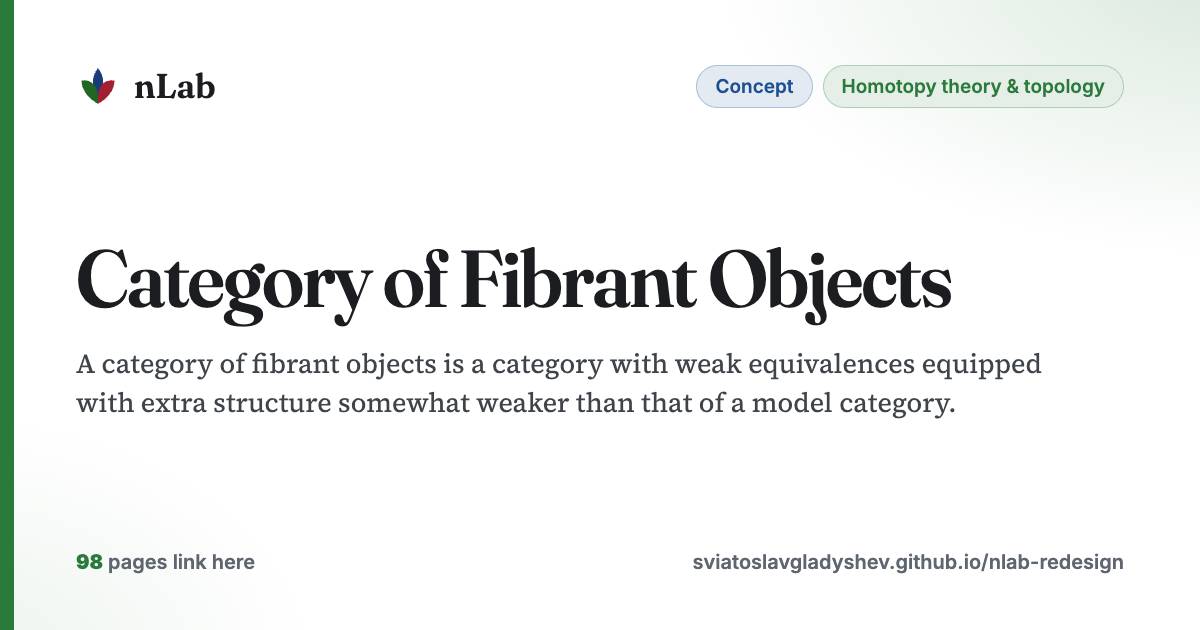 nLab
Concept
Homotopy theory & topology
Category of Fibrant Objects
A category of fibrant objects is a category with weak equivalences equipped
with extra structure somewhat weaker than that of a model category.
98 pages link here
sviatoslavgladyshev.github.io/nlab-redesign